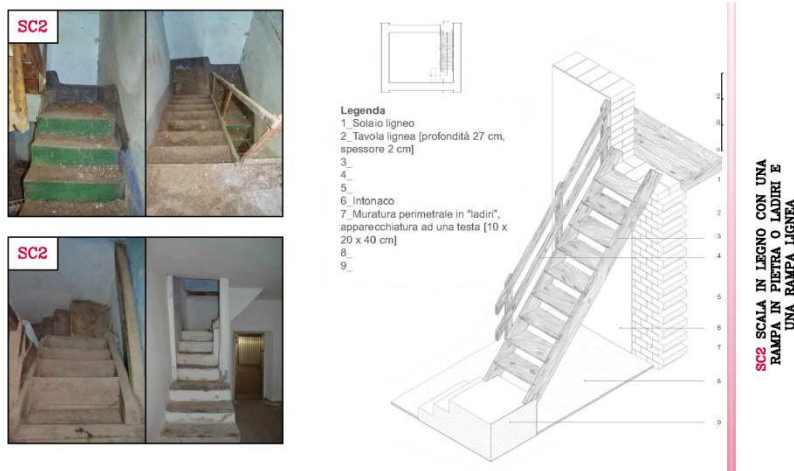 SC2
SC2
Legenda
1_Solaio ligneo
2_Tavola lignea [profondità 27 cm,
spessore 2 cm]
3_
4_
5_
6_Intonaco
7_Muratura perimetrale in "ladiri",
apparecchiatura ad una testa [10 x
20 x 40 cm]
8_
9_
1
2
3
4
5
6
7
8
9
SC2 SCALA IN LEGNO CON UNA
RAMPA IN PIETRA O LADIRI E
UNA RAMPA LIGNEA